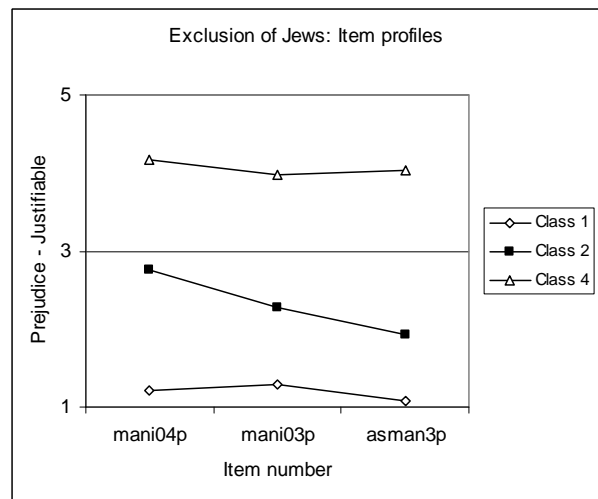 Exclusion of Jews: Item profiles
5
3
1
Prejudice - Justifiable
mani04p mani03p asman3p
Item number
Class 1
Class 2
Class 4